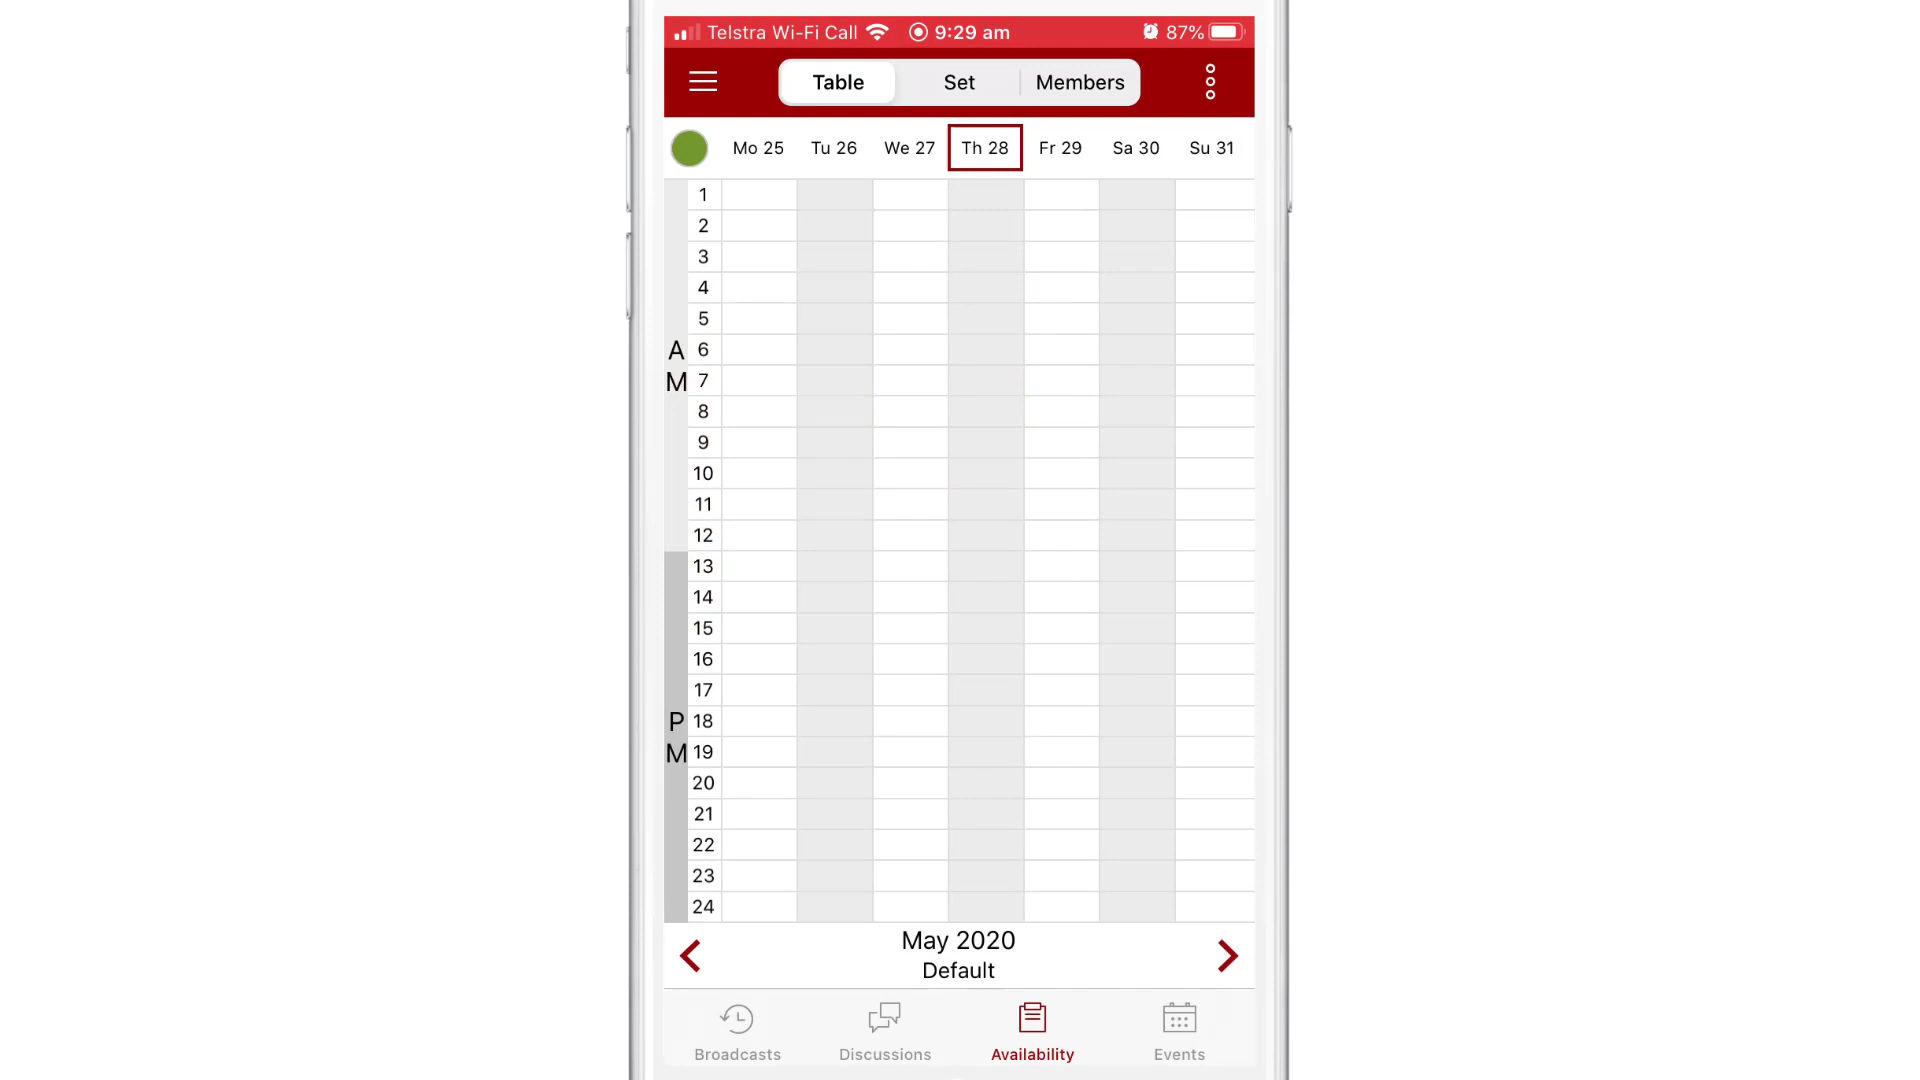 Telstra Wi-Fi Call 9:29 am 87%
Table Set Members
Mo 25 Tu 26 We 27 Th 28 Fr 29 Sa 30 Su 31
1
2
3
4
5
A 6
M 7
8
9
10
11
12
13
14
15
16
17
P 18
M 19
20
21
22
23
24
May 2020
Default
Broadcasts Discussions Availability Events